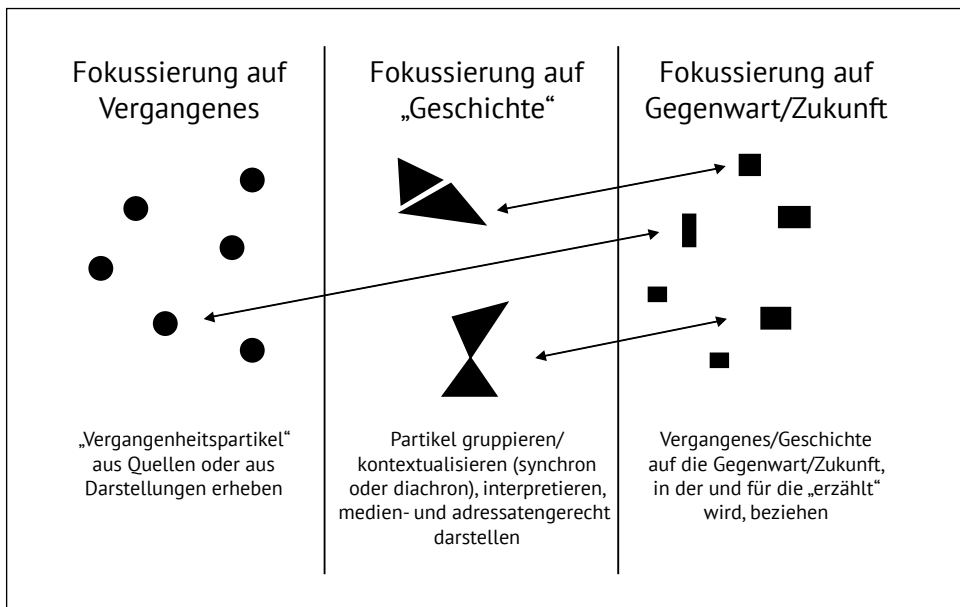 Fokussierung auf
Vergangenes
Fokussierung auf
„Geschichte“
Fokussierung auf
Gegenwart/Zukunft
„Vergangenheitspartikel“
aus Quellen oder aus
Darstellungen erheben
Partikel gruppieren/
kontextualisieren (synchron
oder diachron), interpretieren,
medien- und adressatengerecht
darstellen
Vergangenes/Geschichte
auf die Gegenwart/Zukunft,
in der und für die „erzählt“
wird, beziehen